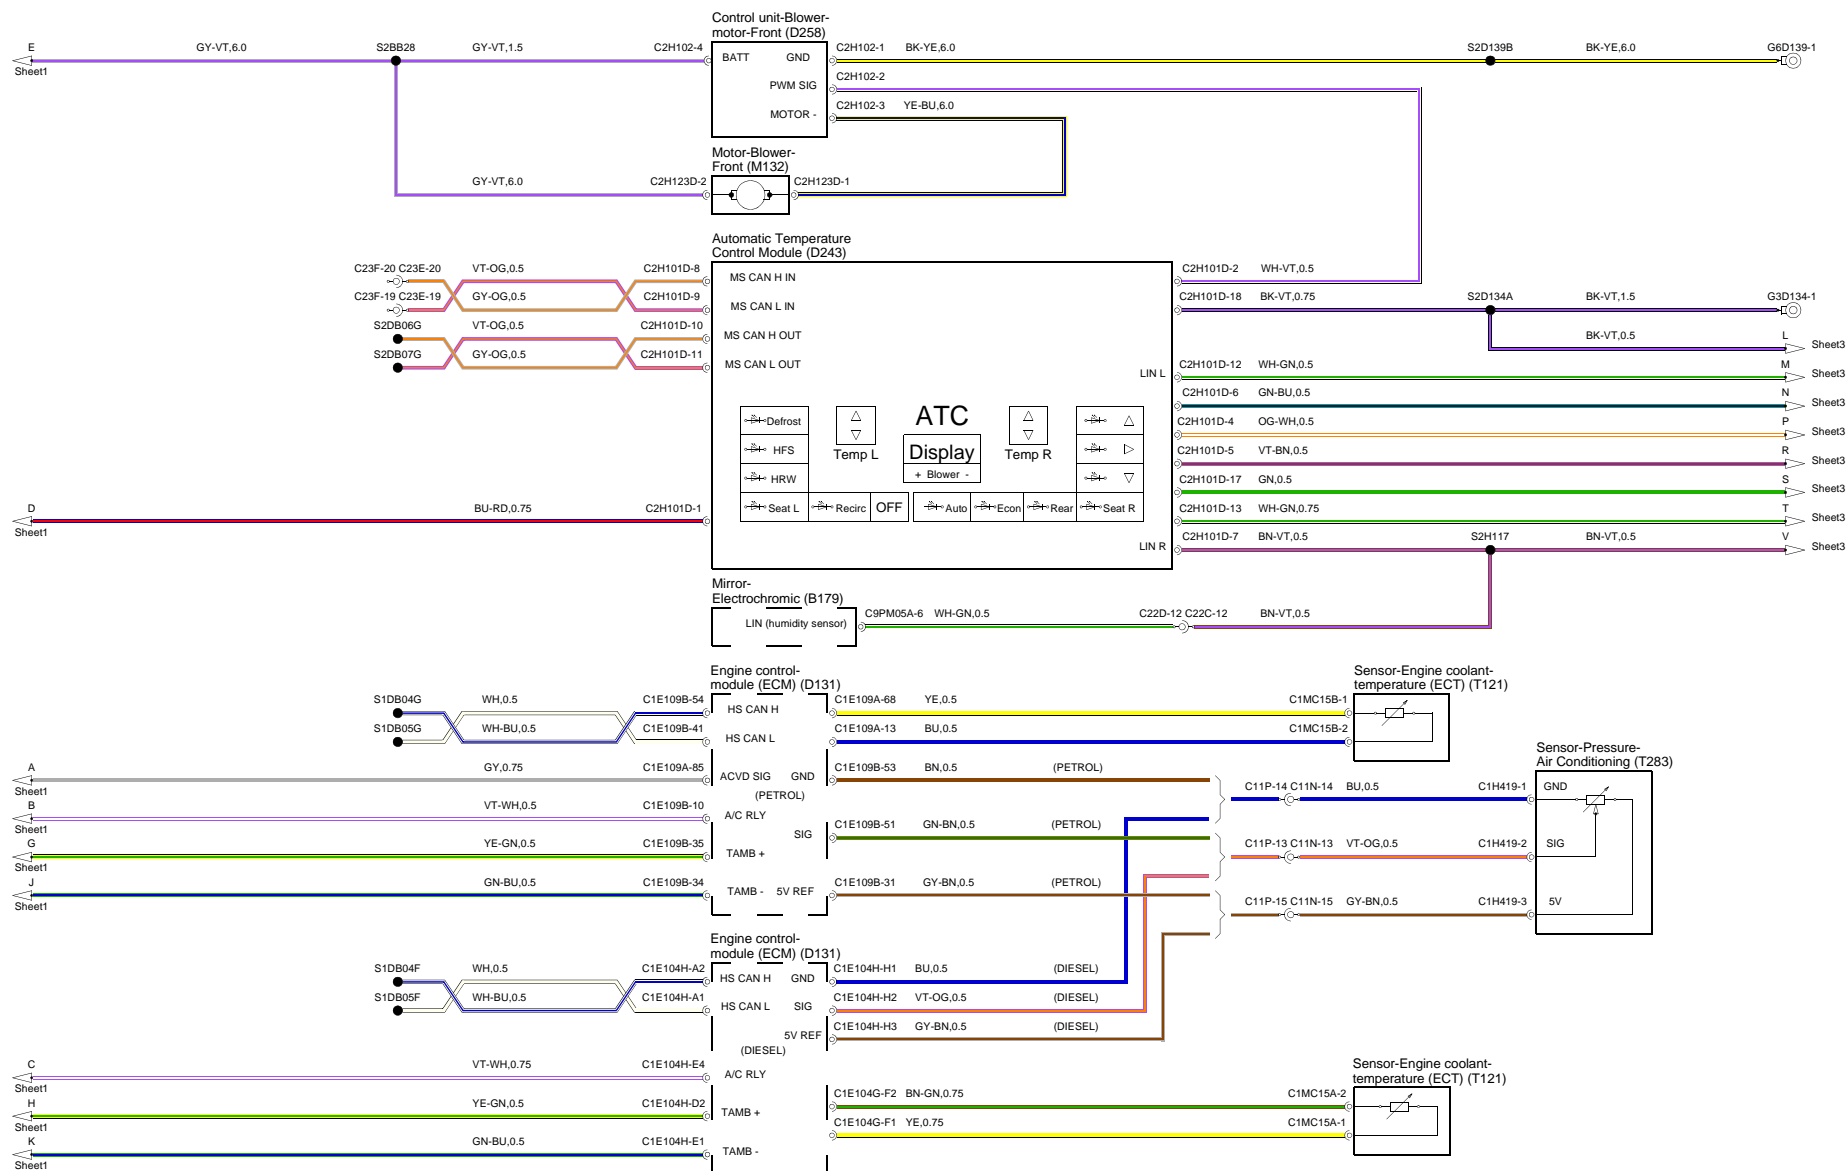 Control unit-Blower-
motor-Front (D258)
E GY-VT,6.0 S2BB28 GY-VT,1.5 C2H102-4 BATT GND C2H102-1 BK-YE,6.0 S2D139B BK-YE,6.0 G6D139-1
Sheet1
PWM SIG C2H102-2
MOTOR - C2H102-3 YE-BU,6.0
Motor-Blower-
Front (M132)
GY-VT,6.0 C2H123D-2 C2H123D-1
Automatic Temperature
Control Module (D243)
C23F-20 C23E-20 VT-OG,0.5 C2H101D-8 MS CAN H IN C2H101D-2 WH-VT,0.5
C23F-19 C23E-19 GY-OG,0.5 C2H101D-9 MS CAN L IN C2H101D-18 BK-VT,0.75 S2D134A BK-VT,1.5 G3D134-1
S2DB06G VT-OG,0.5 C2H101D-10 MS CAN H OUT BK-VT,0.5 L Sheet3
S2DB07G GY-OG,0.5 C2H101D-11 MS CAN L OUT
LIN L C2H101D-12 WH-GN,0.5 M Sheet3
C2H101D-6 GN-BU,0.5 N Sheet3
Defrost ATC C2H101D-4 OG-WH,0.5 P Sheet3
HFS Temp L Display Temp R C2H101D-5 VT-BN,0.5 R Sheet3
HRW + Blower - C2H101D-17 GN,0.5 S Sheet3
Seat L Recirc OFF Auto Econ Rear Seat R
D BU-RD,0.75 C2H101D-1 C2H101D-13 WH-GN,0.75 T Sheet3
Sheet1
LIN R C2H101D-7 BN-VT,0.5 S2H117 BN-VT,0.5 V Sheet3
Mirror-
Electrochromic (B179)
LIN (humidity sensor) C9PM05A-6 WH-GN,0.5 C22D-12 C22C-12 BN-VT,0.5
Engine control-
module (ECM) (D131)
Sensor-Engine coolant-
temperature (ECT) (T121)
S1DB04G WH,0.5 C1E109B-54 HS CAN H C1E109A-68 YE,0.5 C1MC15B-1
S1DB05G WH-BU,0.5 C1E109B-41 HS CAN L C1E109A-13 BU,0.5 C1MC15B-2
Sensor-Pressure-
Air Conditioning (T283)
A GY,0.75 C1E109A-85 ACVD SIG GND C1E109B-53 BN,0.5 (PETROL)
Sheet1
(PETROL)
C11P-14 C11N-14 BU,0.5 C1H419-1 GND
B VT-WH,0.5 C1E109B-10 A/C RLY
Sheet1
SIG C1E109B-51 GN-BN,0.5 (PETROL)
G YE-GN,0.5 C1E109B-35 TAMB + C11P-13 C11N-13 VT-OG,0.5 C1H419-2 SIG
Sheet1
J GN-BU,0.5 C1E109B-34 TAMB - 5V REF C1E109B-31 GY-BN,0.5 (PETROL)
Sheet1
C11P-15 C11N-15 GY-BN,0.5 C1H419-3 5V
Engine control-
module (ECM) (D131)
S1DB04F WH,0.5 C1E104H-A2 HS CAN H GND C1E104H-H1 BU,0.5 (DIESEL)
S1DB05F WH-BU,0.5 C1E104H-A1 HS CAN L SIG C1E104H-H2 VT-OG,0.5 (DIESEL)
5V REF C1E104H-H3 GY-BN,0.5 (DIESEL)
(DIESEL)
C VT-WH,0.75 C1E104H-E4 A/C RLY
Sheet1
Sensor-Engine coolant-
temperature (ECT) (T121)
H YE-GN,0.5 C1E104H-D2 TAMB + C1E104G-F2 BN-GN,0.75 C1MC15A-2
Sheet1
C1E104G-F1 YE,0.75 C1MC15A-1
K GN-BU,0.5 C1E104H-E1 TAMB -
Sheet1